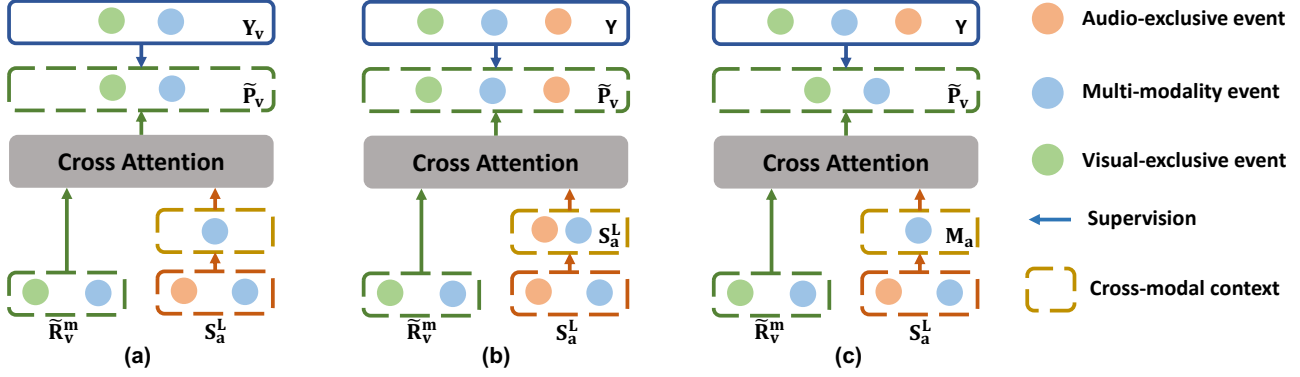 Y_v
P̃_v
Cross Attention
R̃_v^m
S_a^L
(a)
Y
P̃_v
Cross Attention
S_a^L
R̃_v^m
S_a^L
(b)
Y
P̃_v
Cross Attention
M_a
R̃_v^m
S_a^L
(c)
Audio-exclusive event
Multi-modality event
Visual-exclusive event
Supervision
Cross-modal context